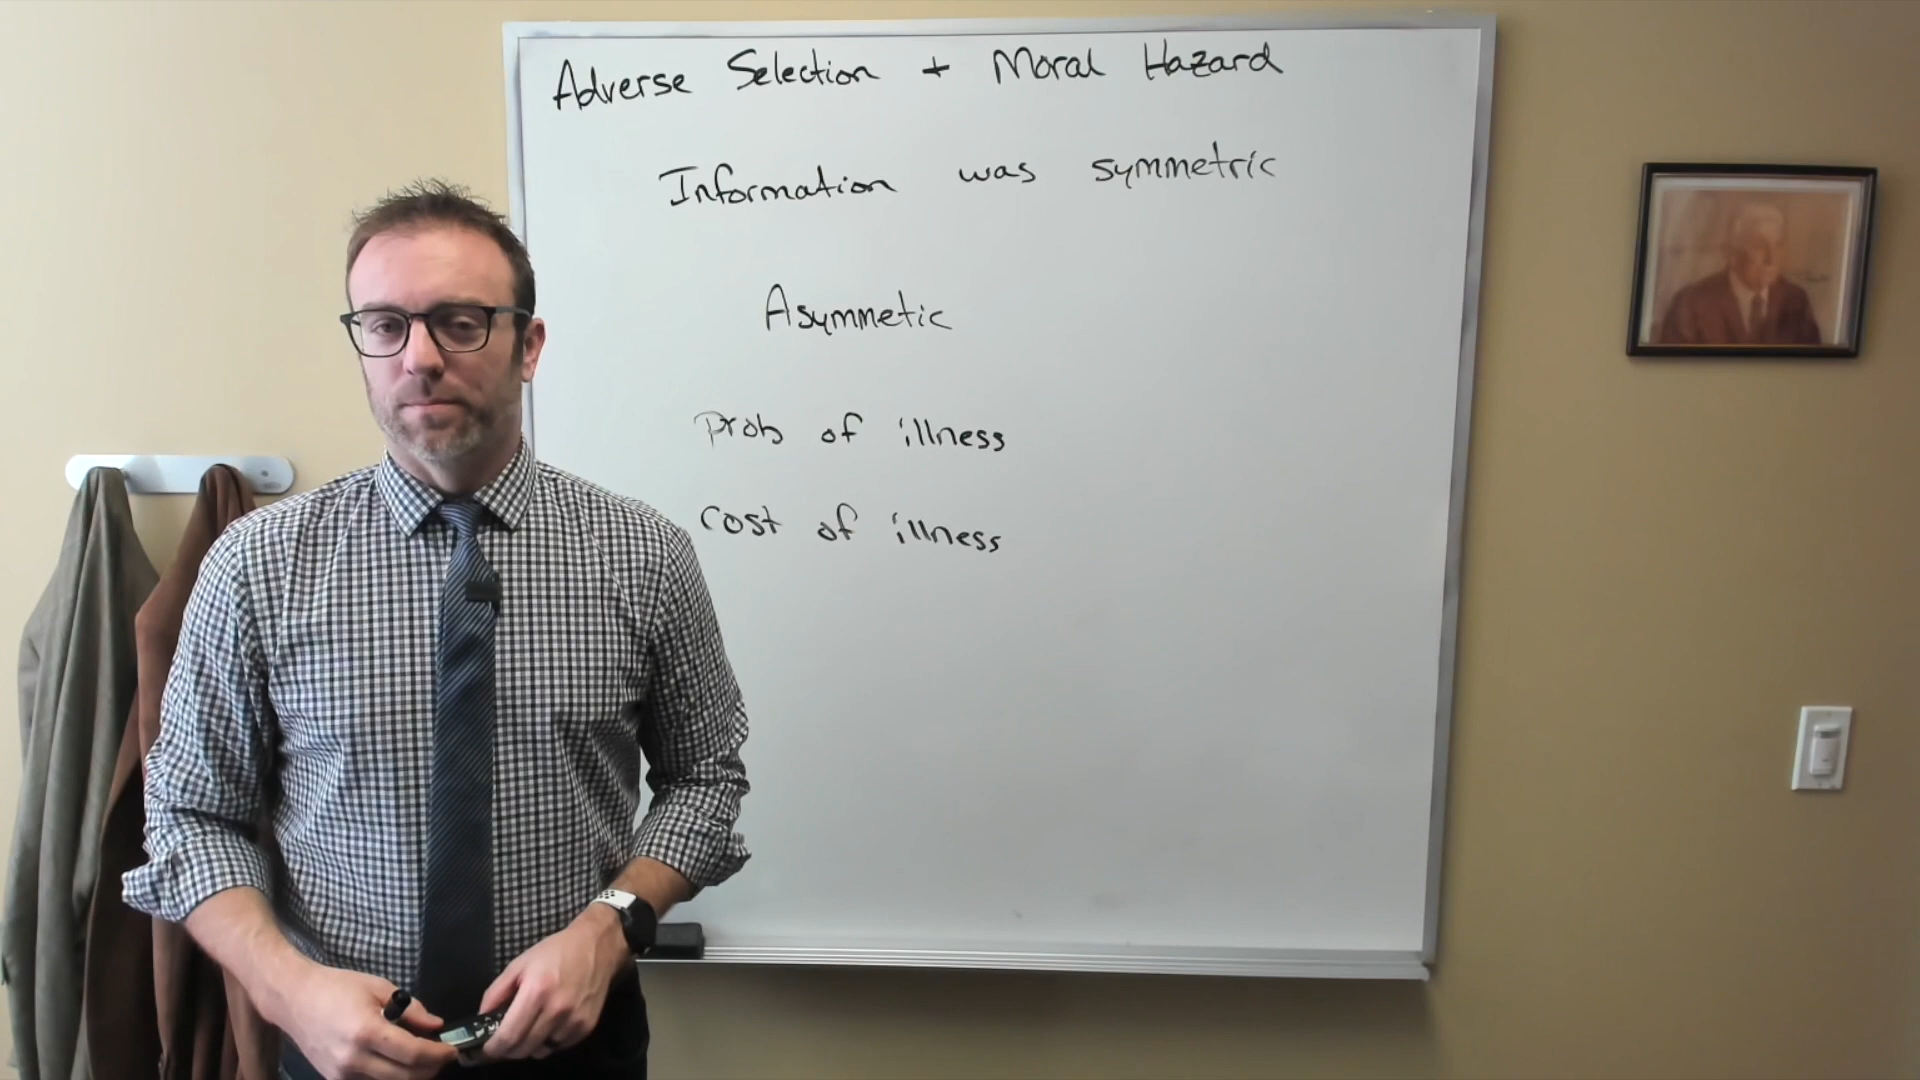 Adverse Selection + Moral Hazard
Information was symmetric
Asymmetic
Prob of illness
Cost of illness